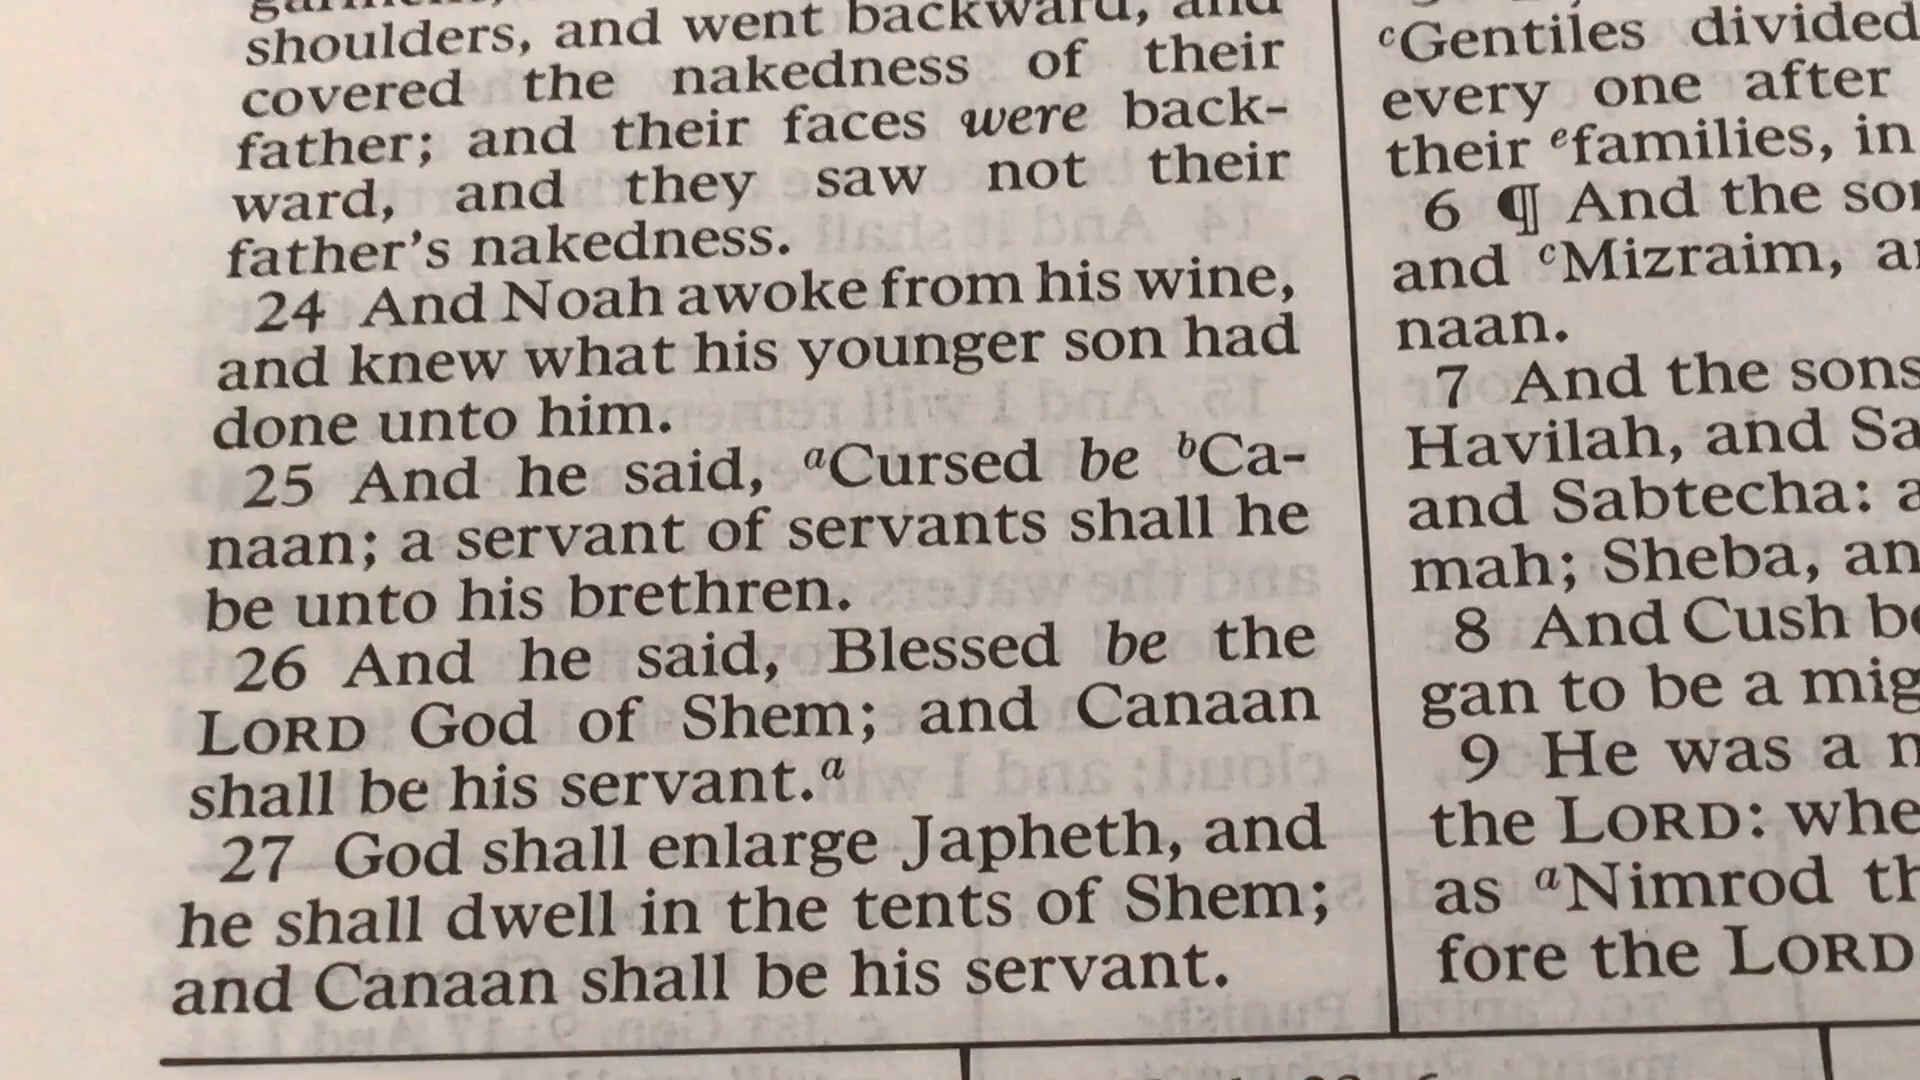 shoulders, and went backward, and
covered the nakedness of their
father; and their faces were back-
ward, and they saw not their
father's nakedness.
24 And Noah awoke from his wine,
and knew what his younger son had
done unto him.
25 And he said, aCursed be bCa-
naan; a servant of servants shall he
be unto his brethren.
26 And he said, Blessed be the
LORD God of Shem; and Canaan
shall be his servant.a
27 God shall enlarge Japheth, and
he shall dwell in the tents of Shem;
and Canaan shall be his servant.
cGentiles divided
every one after
their efamilies, in
6 ¶ And the
and cMizraim,
naan.
7 And the sons
Havilah, and
and Sabtecha:
mah; Sheba,
8 And Cush
gan to be a
9 He was a
the LORD:
as aNimrod
fore the LORD